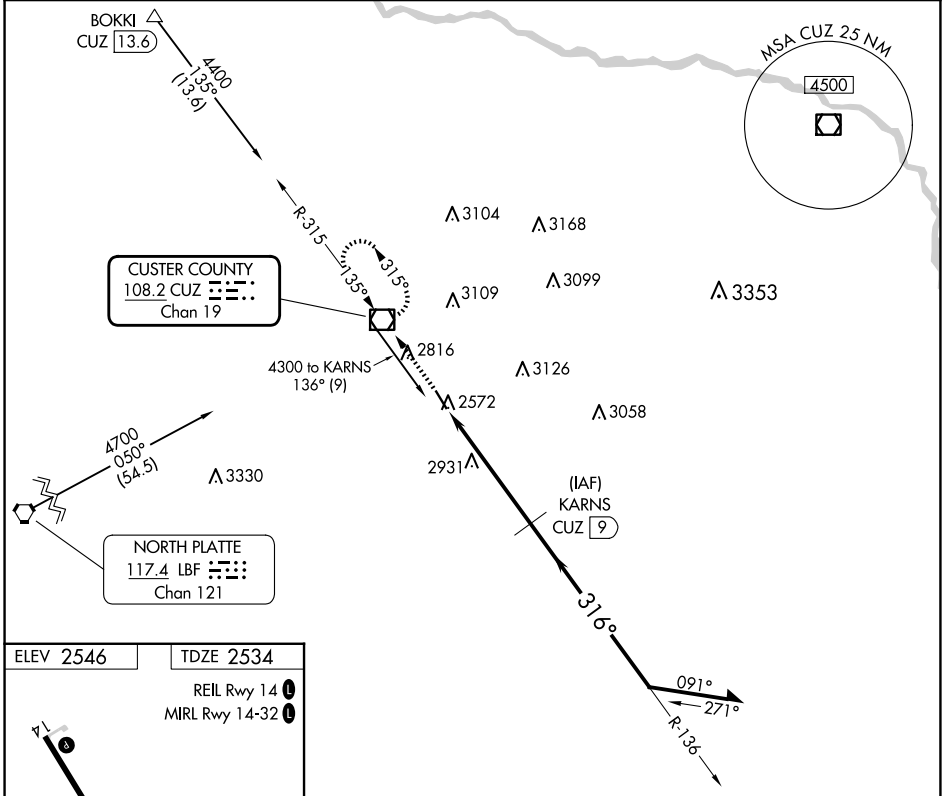 BOKKI
CUZ 13.6
4400
135°
(13.6)
MSA CUZ 25 NM
4500
R-315
135°
315°
3104
3168
3109
3099
3353
CUSTER COUNTY
108.2 CUZ
Chan 19
2816
4300 to KARNS
136° (9)
3126
2572
3058
4700
050°
(54.5)
3330
2931
(IAF)
KARNS
CUZ 9
NORTH PLATTE
117.4 LBF
Chan 121
316°
091°
271°
R-136
ELEV 2546
TDZE 2534
REIL Rwy 14 L
MIRL Rwy 14-32 L
14
P